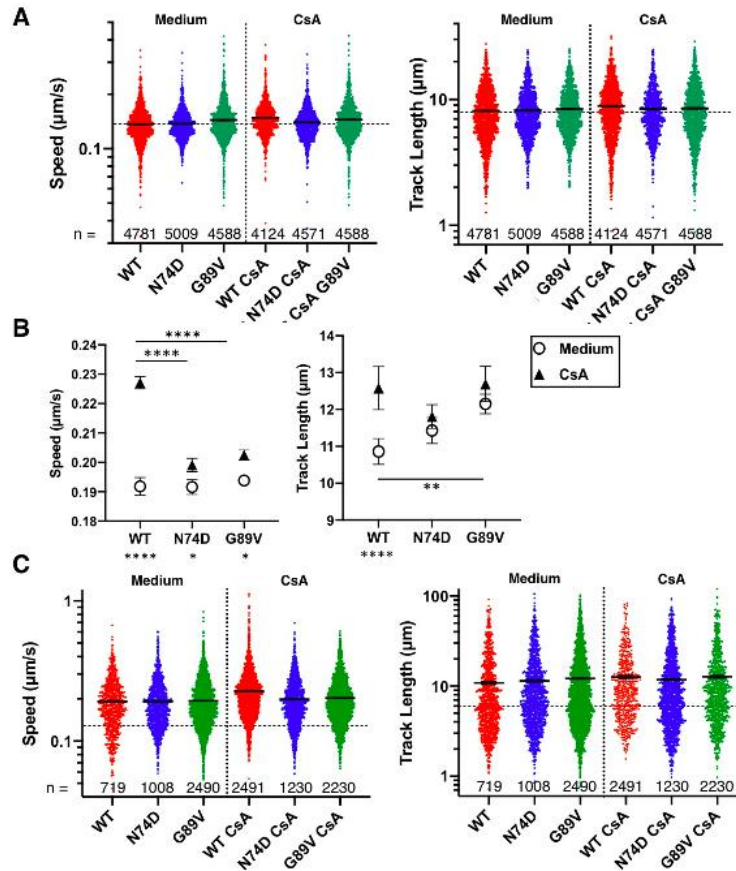 A
Medium
CsA
Speed (µm/s)
0.1
n =
4781
5009
4588
4124
4571
4588
WT
N74D
G89V
WT CsA
N74D CsA
CsA G89V
Medium
CsA
Track Length (µm)
10
1
4781
5009
4588
4124
4571
4588
WT
N74D
G89V
WT CsA
N74D CsA
CsA G89V
B
Speed (µm/s)
0.24
0.23
0.22
0.21
0.20
0.19
0.18
****
****
WT
N74D
G89V
****
*
*
Track Length (µm)
14
13
12
11
10
9
**
WT
N74D
G89V
****
Medium
CsA
C
Medium
CsA
Speed (µm/s)
1
0.1
n =
719
1008
2490
2491
1230
2230
WT
N74D
G89V
WT CsA
N74D CsA
G89V CsA
Medium
CsA
Track Length (µm)
100
10
1
719
1008
2490
2491
1230
2230
WT
N74D
G89V
WT CsA
N74D CsA
G89V CsA